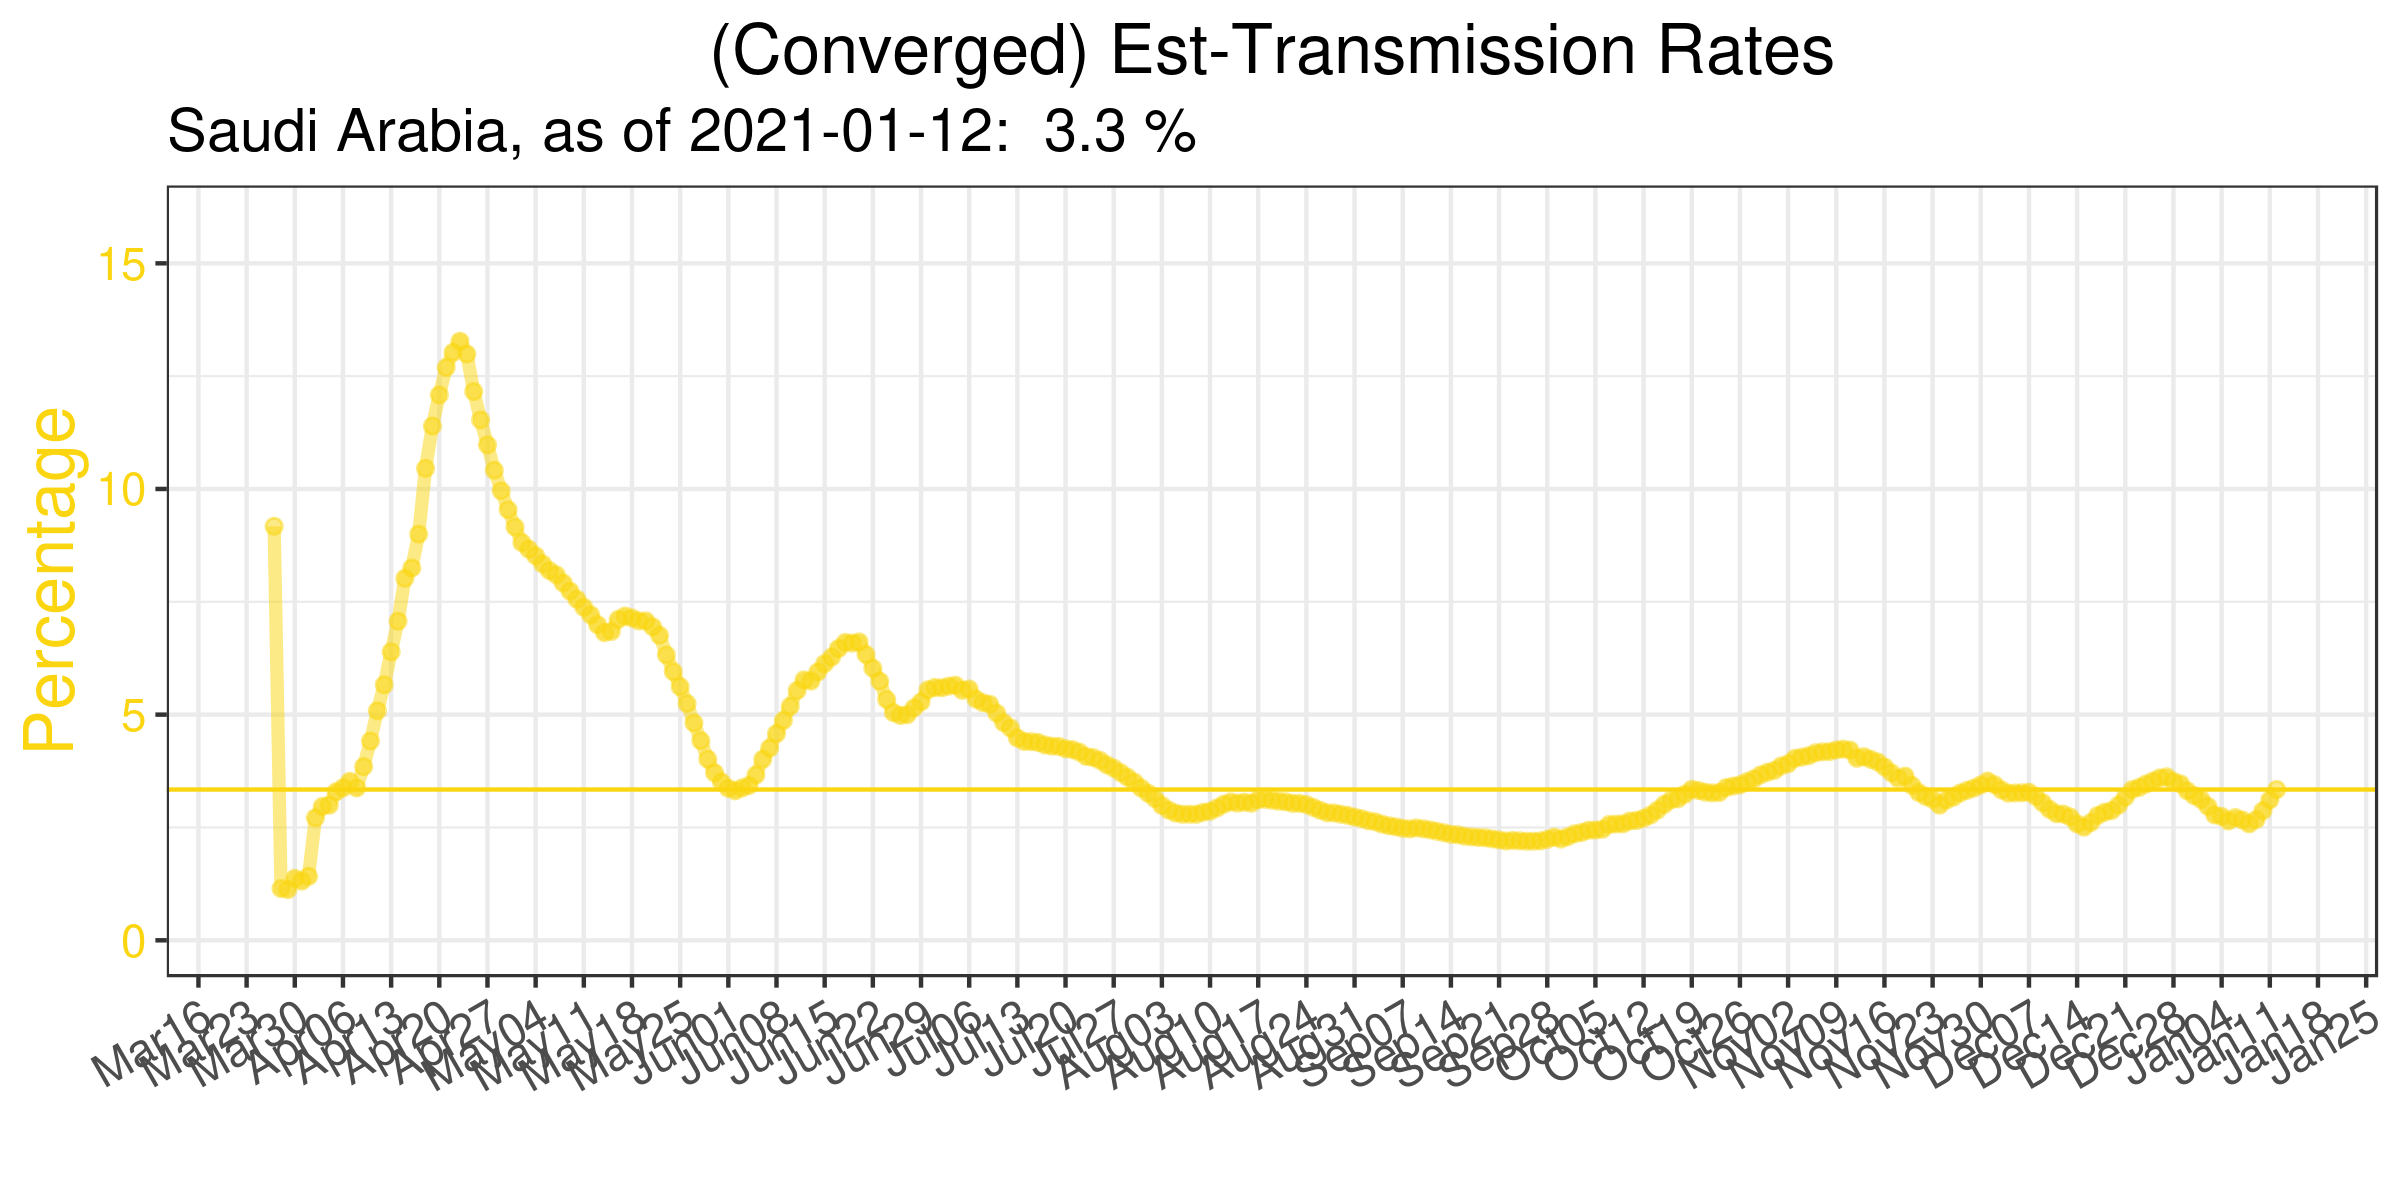 (Converged) Est-Transmission Rates
Saudi Arabia, as of 2021-01-12:  3.3 %
Percentage
15
10
5
0
Mar16
Mar23
Mar30
Apr06
Apr13
Apr20
Apr27
May04
May11
May18
May25
Jun01
Jun08
Jun15
Jun22
Jun29
Jul06
Jul13
Jul20
Jul27
Aug03
Aug10
Aug17
Aug24
Aug31
Sep07
Sep14
Sep21
Sep28
Oct05
Oct12
Oct19
Oct26
Nov02
Nov09
Nov16
Nov23
Nov30
Dec07
Dec14
Dec21
Dec28
Jan04
Jan11
Jan18
Jan25